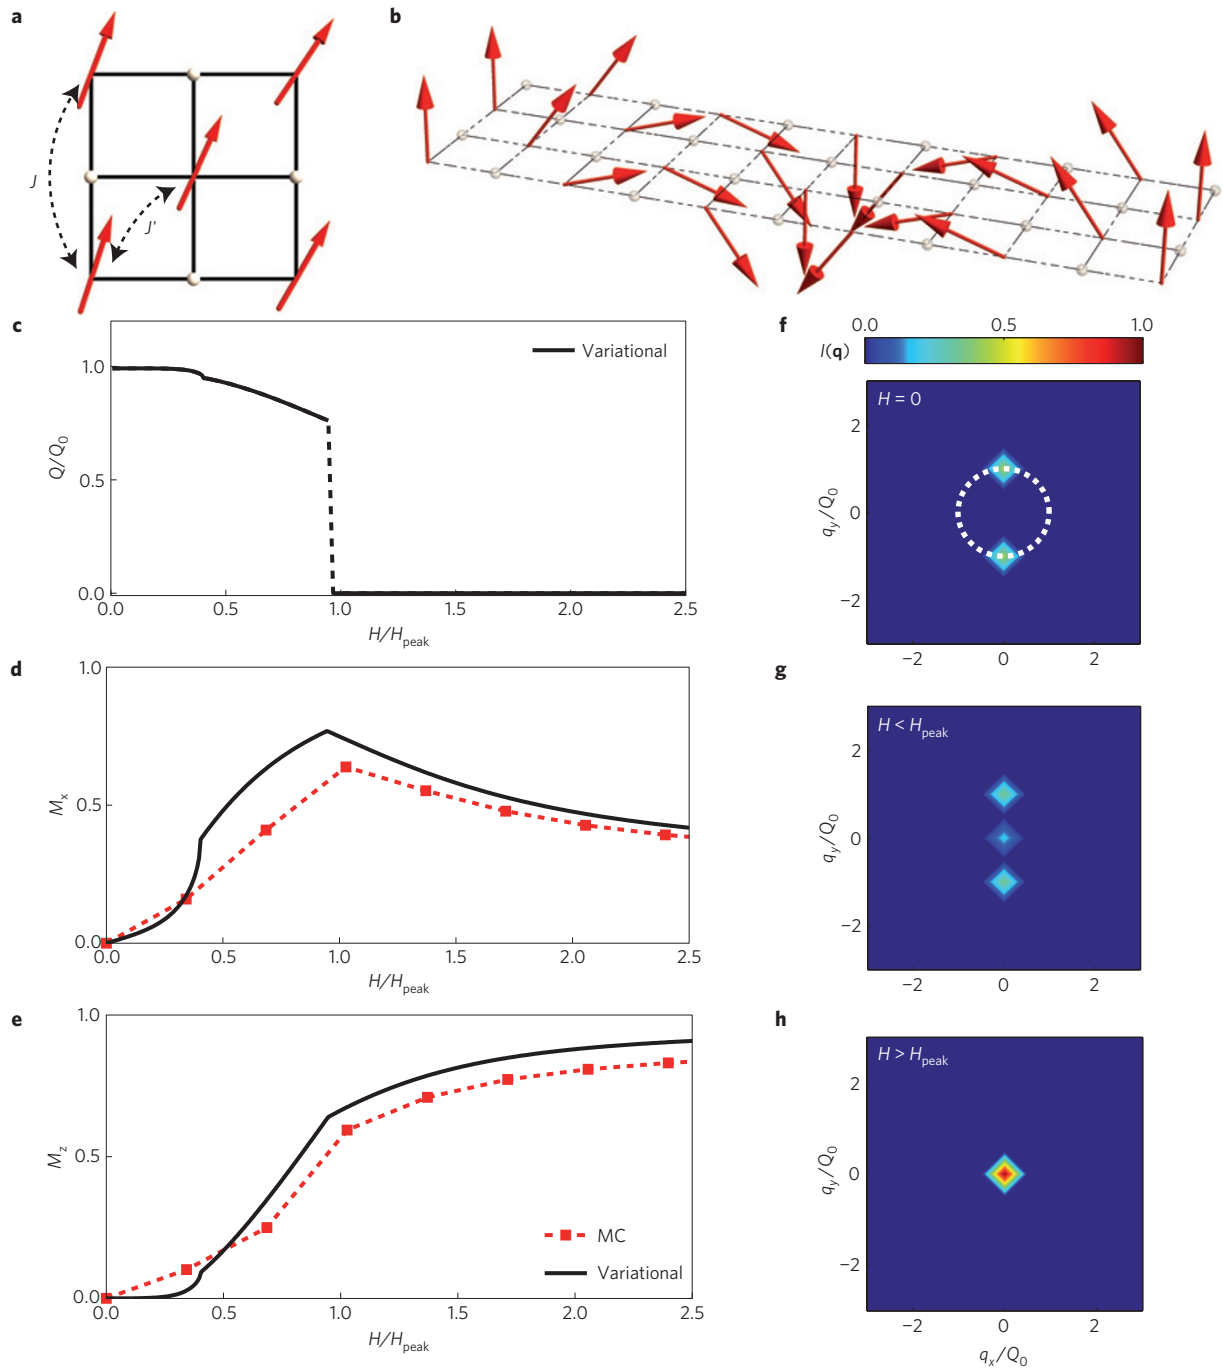 a
b
J
J'
c
Variational
1.0
0.5
0.0
Q/Q0
0.0 0.5 1.0 1.5 2.0 2.5
H/Hpeak
d
1.0
0.5
0.0
Mx
0.0 0.5 1.0 1.5 2.0 2.5
H/Hpeak
e
1.0
0.5
0.0
Mz
MC
Variational
0.0 0.5 1.0 1.5 2.0 2.5
H/Hpeak
f
0.0 0.5 1.0
I(q)
H = 0
2
0
−2
qy/Q0
−2 0 2
g
H < Hpeak
2
0
−2
qy/Q0
−2 0 2
h
H > Hpeak
2
0
−2
qy/Q0
−2 0 2
qx/Q0